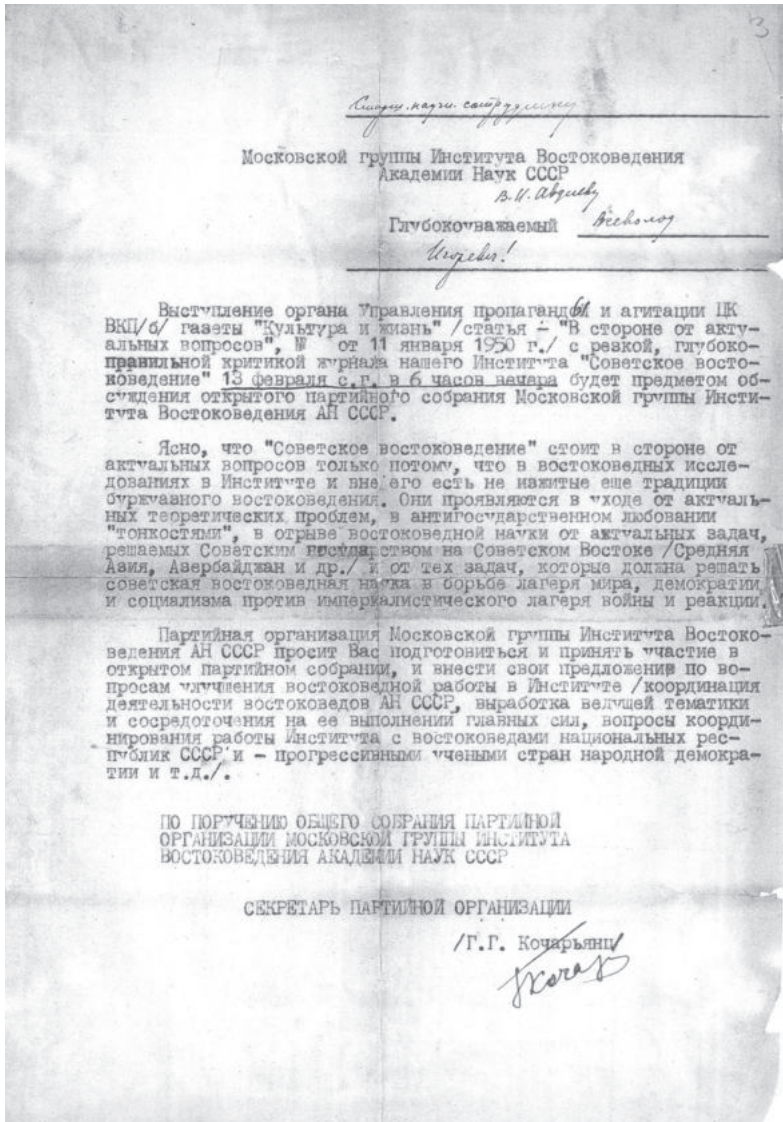 3
Старш. научн. сотруднику
Московской группы Института Востоковедения
Академии Наук СССР
В.И. Авдиеву
Глубокоуважаемый Всеволод
Игоревич!
Выступление органа Управления пропаганды и агитации ЦК
ВКП/б/ газеты "Культура и жизнь" /статья - "В стороне от акту-
альных вопросов", № от 11 января 1950 г./ с резкой, глубоко-
правильной критикой журнала нашего Института "Советское восто-
коведение" 13 февраля с.г. в 6 часов вечера будет предметом об-
суждения открытого партийного собрания Московской группы Инсти-
тута Востоковедения АН СССР.
Ясно, что "Советское востоковедение" стоит в стороне от
актуальных вопросов только потому, что в востоковедных иссле-
дованиях в Институте и вне его есть не изжитые еще традиции
буржуазного востоковедения. Они проявляются в уходе от актуаль-
ных теоретических проблем, в антигосударственном любовании
"тонкостями", в отрыве востоковедной науки от актуальных задач,
решаемых Советским государством на Советском Востоке /Средняя
Азия, Азербайджан и др./ и от тех задач, которые должна решать
советская востоковедная наука в борьбе лагеря мира, демократии
и социализма против империалистического лагеря войны и реакции.
Партийная организация Московской группы Института Востоко-
ведения АН СССР просит Вас подготовиться и принять участие в
открытом партийном собрании, и внести свои предложения по во-
просам улучшения востоковедной работы в Институте /координация
деятельности востоковедов АН СССР, выработка ведущей тематики
и сосредоточения на ее выполнении главных сил, вопросы коорди-
нирования работы Института с востоковедами национальных рес-
публик СССР и - прогрессивными учеными стран народной демокра-
тии и т.д./.
ПО ПОРУЧЕНИЮ ОБЩЕГО СОБРАНИЯ ПАРТИЙНОЙ
ОРГАНИЗАЦИИ МОСКОВСКОЙ ГРУППЫ ИНСТИТУТА
ВОСТОКОВЕДЕНИЯ АКАДЕМИИ НАУК СССР
СЕКРЕТАРЬ ПАРТИЙНОЙ ОРГАНИЗАЦИИ
/Г.Г. Кочарьянц/